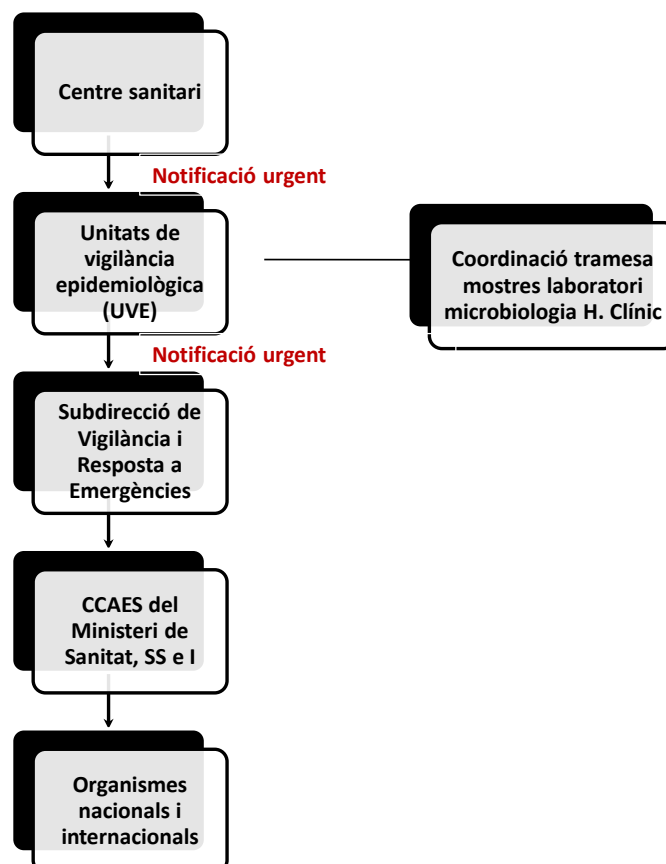 Centre sanitari
Notificació urgent
Unitats de
vigilància
epidemiològica
(UVE)
Coordinació tramesa
mostres laboratori
microbiologia H. Clínic
Notificació urgent
Subdirecció de
Vigilància i
Resposta a
Emergències
CCAES del
Ministeri de
Sanitat, SS e I
Organismes
nacionals i
internacionals